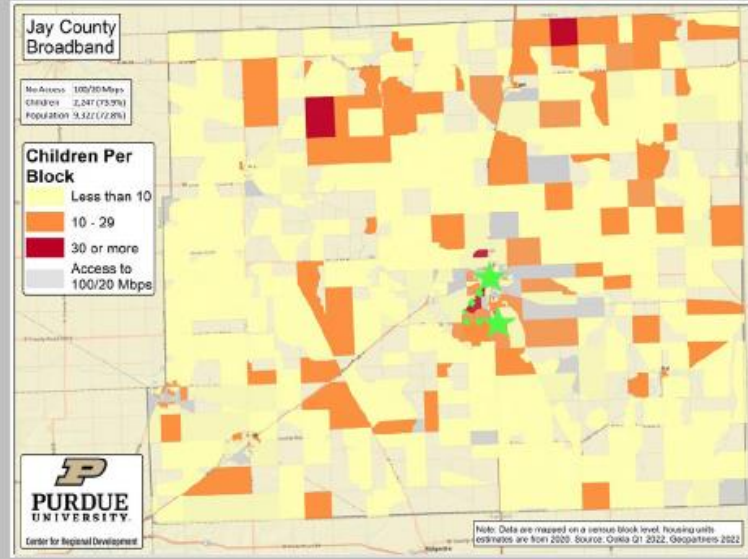 Jay County
Broadband
No Access 100/20 Mbps
Children 2,247 (73.9%)
Population 9,322 (72.8%)
Children Per
Block
Less than 10
10 - 29
30 or more
Access to
100/20 Mbps
PURDUE
UNIVERSITY.
Center for Regional Development
Note: Data are mapped on a census block level, housing units
estimates are from 2020. Source: Ookla Q1 2022, Geopartners 2022